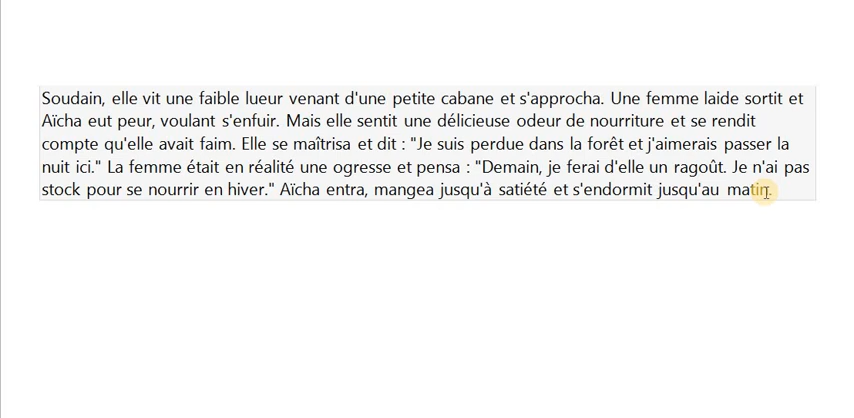 Soudain, elle vit une faible lueur venant d'une petite cabane et s'approcha. Une femme laide sortit et
Aïcha eut peur, voulant s'enfuir. Mais elle sentit une délicieuse odeur de nourriture et se rendit
compte qu'elle avait faim. Elle se maîtrisa et dit : "Je suis perdue dans la forêt et j'aimerais passer la
nuit ici." La femme était en réalité une ogresse et pensa : "Demain, je ferai d'elle un ragoût. Je n'ai pas
stock pour se nourrir en hiver." Aïcha entra, mangea jusqu'à satiété et s'endormit jusqu'au matin.